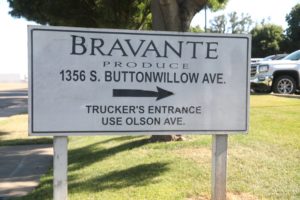 BRAVANTE
PRODUCE
1356 S. BUTTONWILLOW AVE.
TRUCKER'S ENTRANCE
USE OLSON AVE.